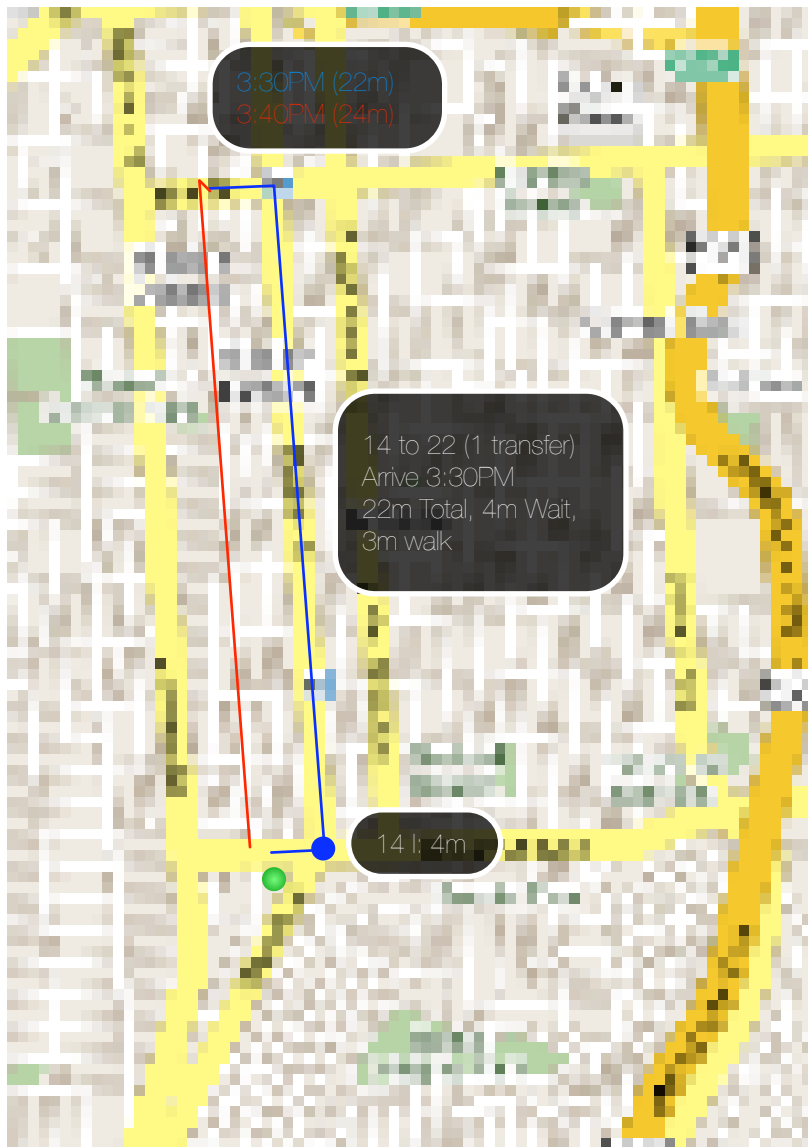 3:30PM (22m)
3:40PM (24m)
14 to 22 (1 transfer)
Arrive 3:30PM
22m Total, 4m Wait,
3m walk
14 I: 4m